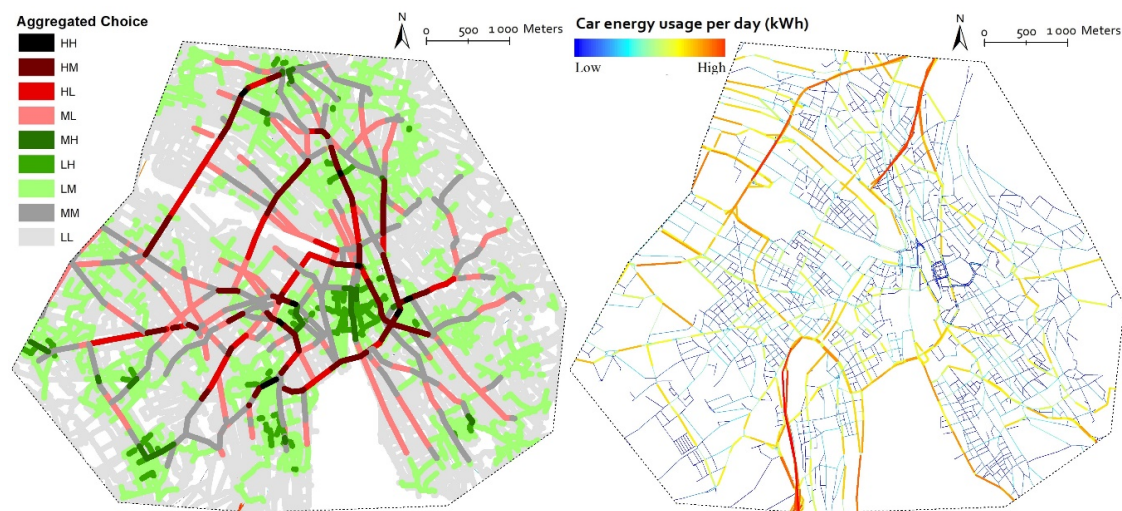 Aggregated Choice
HH
HM
HL
ML
MH
LH
LM
MM
LL
N
0 500 1 000 Meters
Car energy usage per day (kWh)
Low High
N
0 500 1 000 Meters